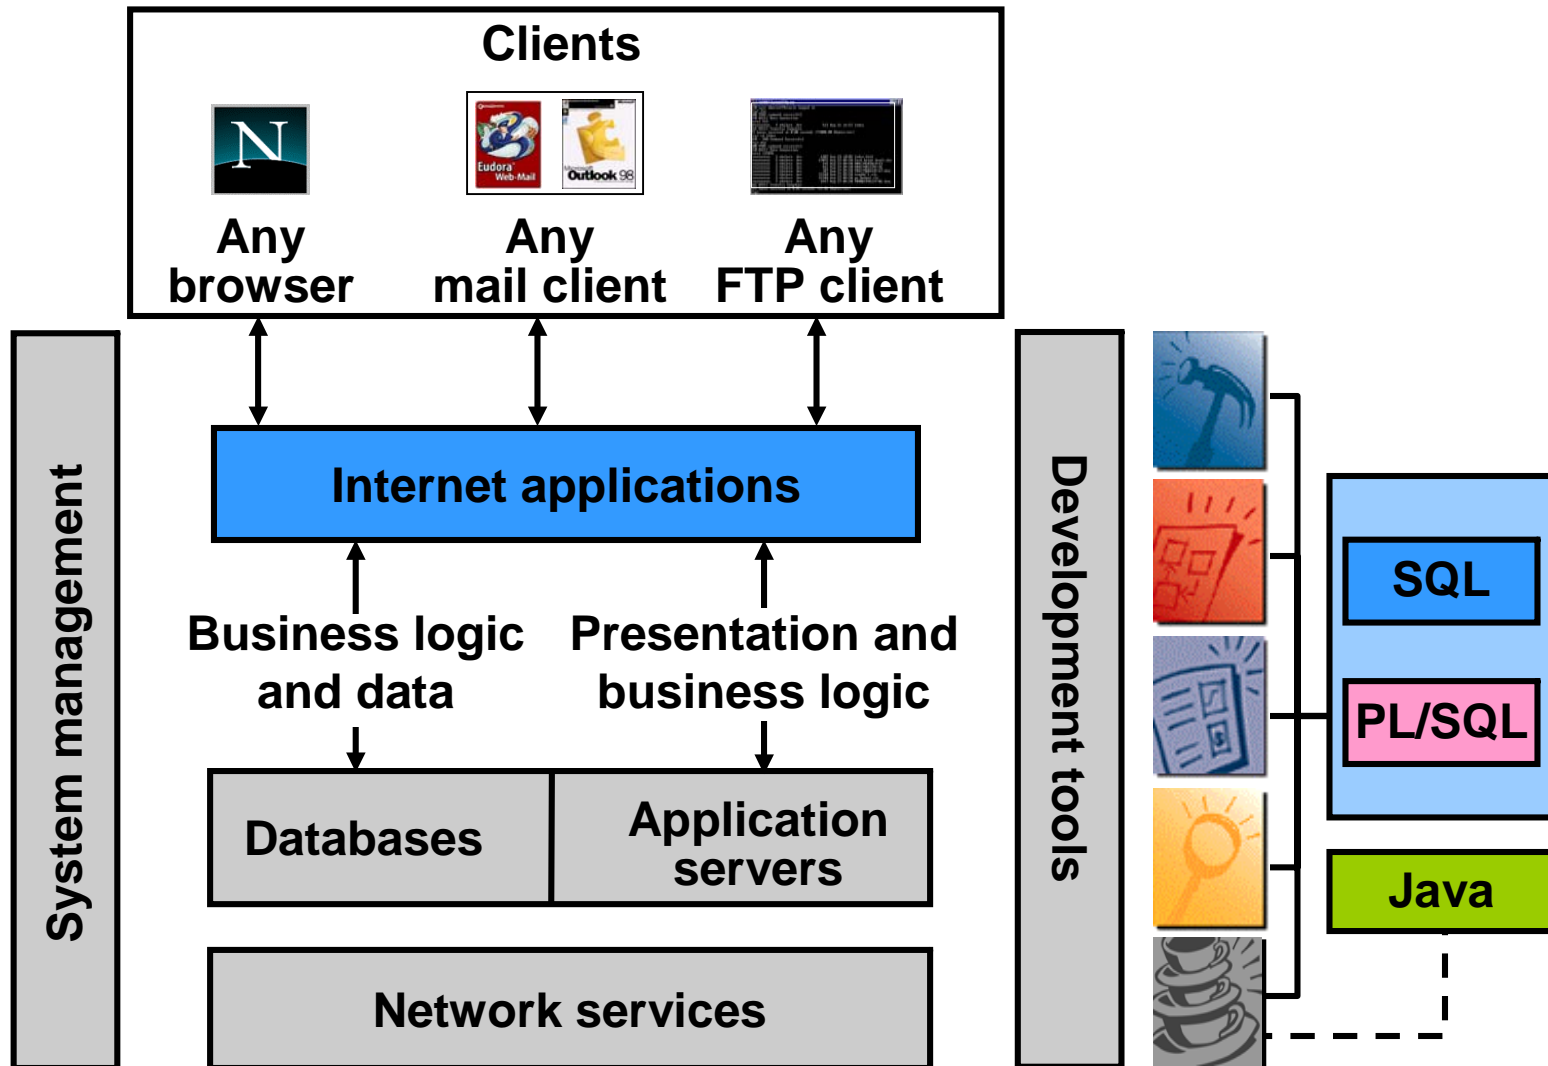 Clients
N
Eudora
Web-Mail
Microsoft
Outlook 98
Any
browser
Any
mail client
Any
FTP client
System management
Internet applications
Business logic
and data
Presentation and
business logic
Databases
Application
servers
Network services
Development tools
SQL
PL/SQL
Java